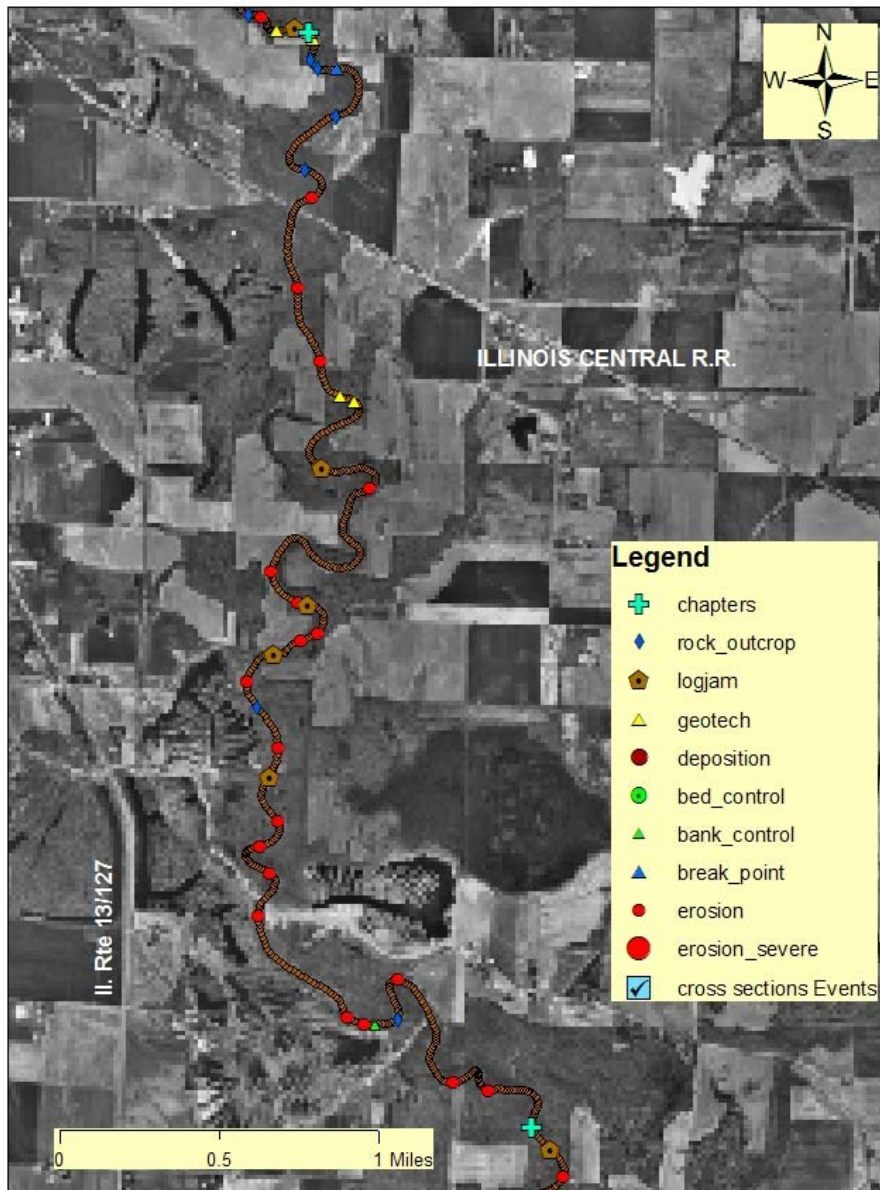 N
W E
S
ILLINOIS CENTRAL R.R.
Legend
chapters
rock_outcrop
logjam
geotech
deposition
bed_control
bank_control
break_point
erosion
erosion_severe
cross sections Events
Il. Rte 13/127
0 0.5 1 Miles